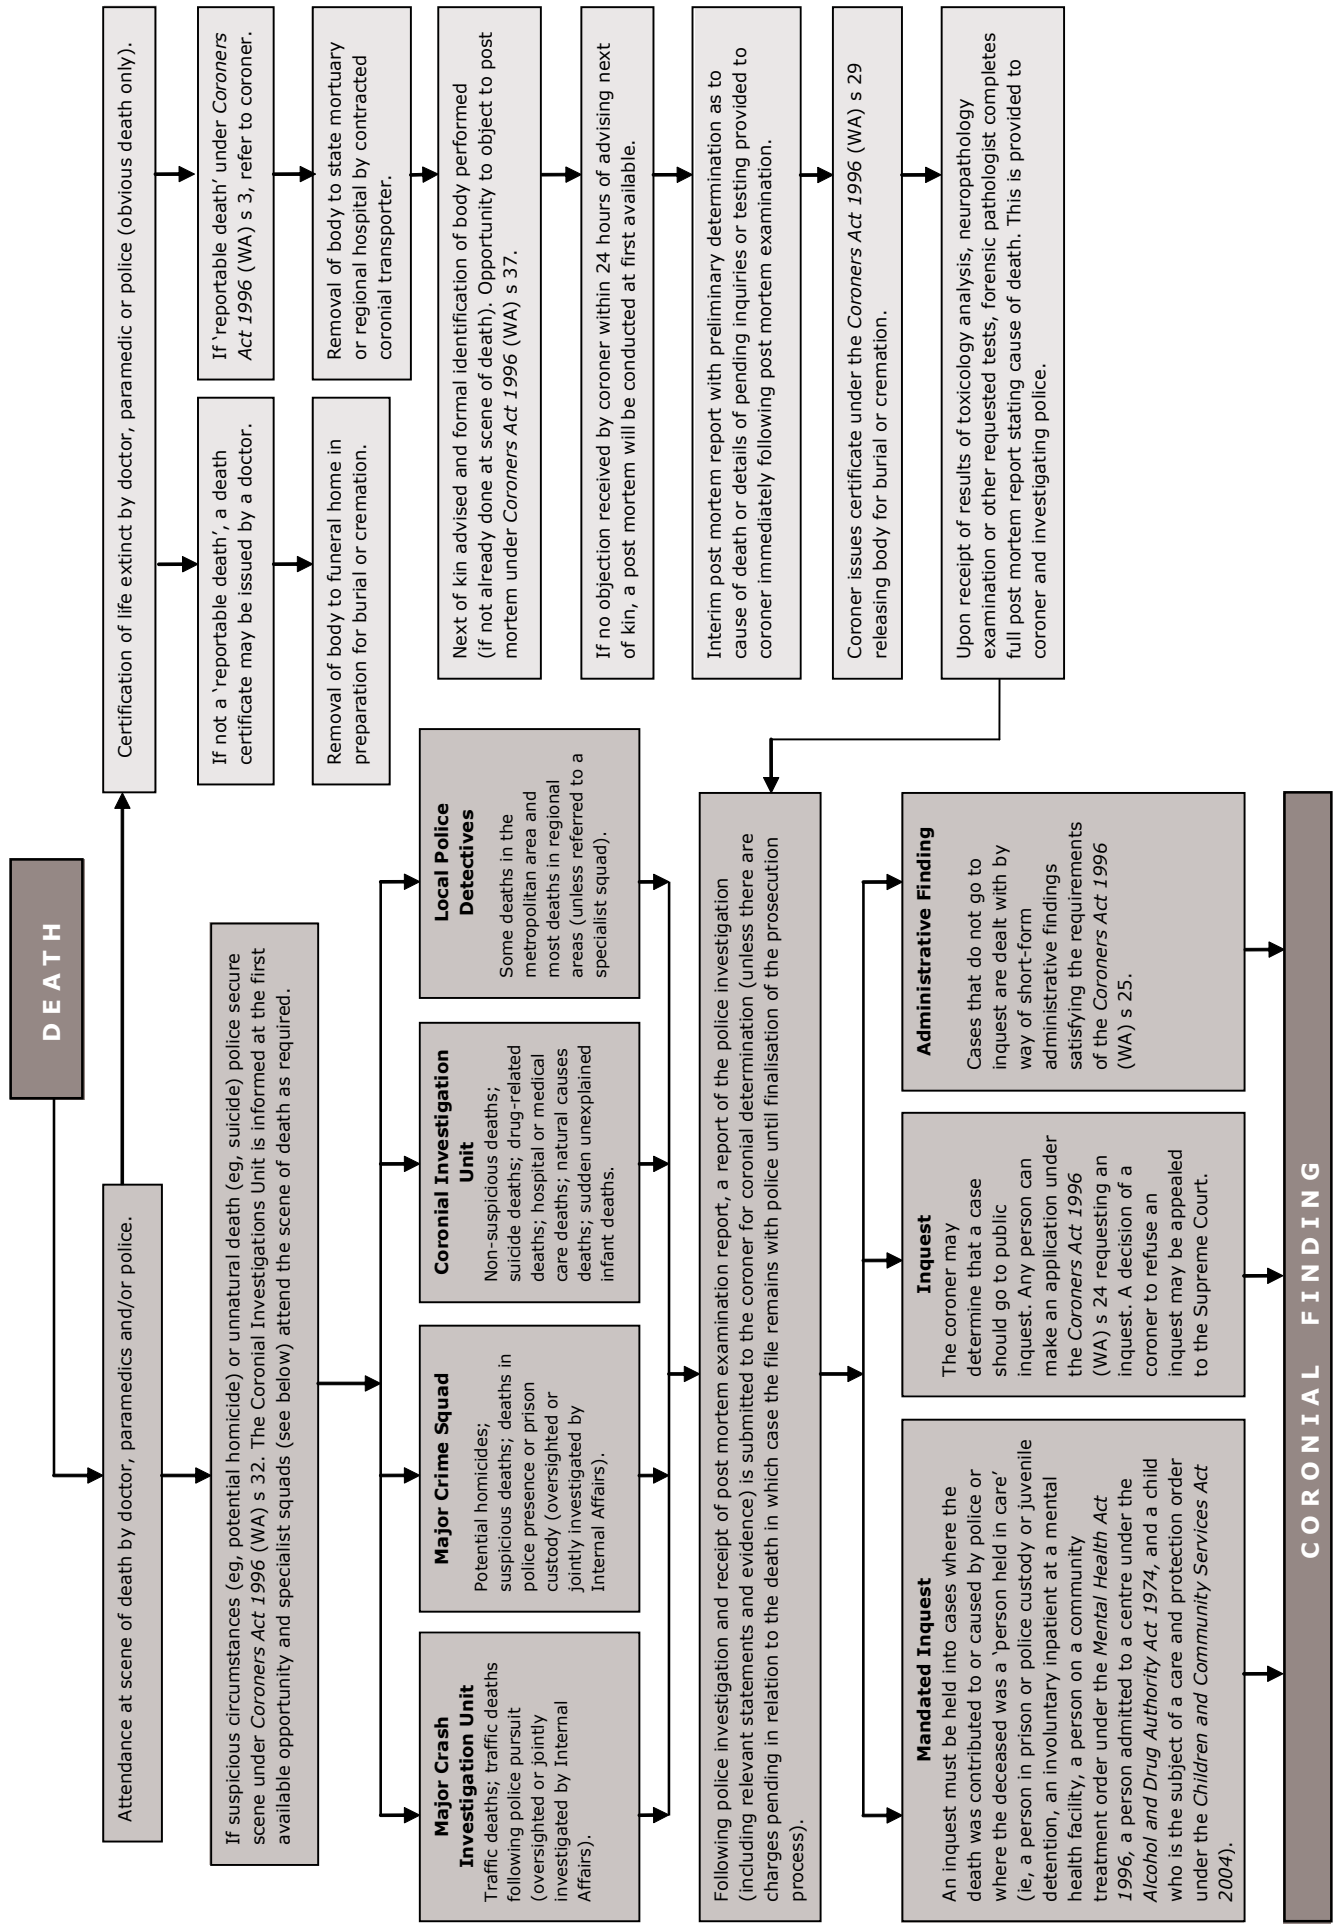 DEATH
Attendance at scene of death by doctor, paramedics and/or police.
Certification of life extinct by doctor, paramedic or police (obvious death only).
If not a ‘reportable death’, a death
certificate may be issued by a doctor.
If ‘reportable death’ under Coroners
Act 1996 (WA) s 3, refer to coroner.
Removal of body to funeral home in
preparation for burial or cremation.
Removal of body to state mortuary
or regional hospital by contracted
coronial transporter.
Next of kin advised and formal identification of body performed
(if not already done at scene of death). Opportunity to object to post
mortem under Coroners Act 1996 (WA) s 37.
If no objection received by coroner within 24 hours of advising next
of kin, a post mortem will be conducted at first available.
Interim post mortem report with preliminary determination as to
cause of death or details of pending inquiries or testing provided to
coroner immediately following post mortem examination.
Coroner issues certificate under the Coroners Act 1996 (WA) s 29
releasing body for burial or cremation.
Upon receipt of results of toxicology analysis, neuropathology
examination or other requested tests, forensic pathologist completes
full post mortem report stating cause of death. This is provided to
coroner and investigating police.
If suspicious circumstances (eg, potential homicide) or unnatural death (eg, suicide) police secure
scene under Coroners Act 1996 (WA) s 32. The Coronial Investigations Unit is informed at the first
available opportunity and specialist squads (see below) attend the scene of death as required.
Major Crash
Investigation Unit
Traffic deaths; traffic deaths
following police pursuit
(oversighted or jointly
investigated by Internal
Affairs).
Major Crime Squad
Potential homicides;
suspicious deaths; deaths in
police presence or prison
custody (oversighted or
jointly investigated by
Internal Affairs).
Coronial Investigation
Unit
Non-suspicious deaths;
suicide deaths; drug-related
deaths; hospital or medical
care deaths; natural causes
deaths; sudden unexplained
infant deaths.
Local Police
Detectives
Some deaths in the
metropolitan area and
most deaths in regional
areas (unless referred to a
specialist squad).
Following police investigation and receipt of post mortem examination report, a report of the police investigation
(including relevant statements and evidence) is submitted to the coroner for coronial determination (unless there are
charges pending in relation to the death in which case the file remains with police until finalisation of the prosecution
process).
Mandated Inquest
An inquest must be held into cases where the
death was contributed to or caused by police or
where the deceased was a ‘person held in care’
(ie, a person in prison or police custody or juvenile
detention, an involuntary inpatient at a mental
health facility, a person on a community
treatment order under the Mental Health Act
1996, a person admitted to a centre under the
Alcohol and Drug Authority Act 1974, and a child
who is the subject of a care and protection order
under the Children and Community Services Act
2004).
Inquest
The coroner may
determine that a case
should go to public
inquest. Any person can
make an application under
the Coroners Act 1996
(WA) s 24 requesting an
inquest. A decision of a
coroner to refuse an
inquest may be appealed
to the Supreme Court.
Administrative Finding
Cases that do not go to
inquest are dealt with by
way of short-form
administrative findings
satisfying the requirements
of the Coroners Act 1996
(WA) s 25.
CORONIAL FINDING